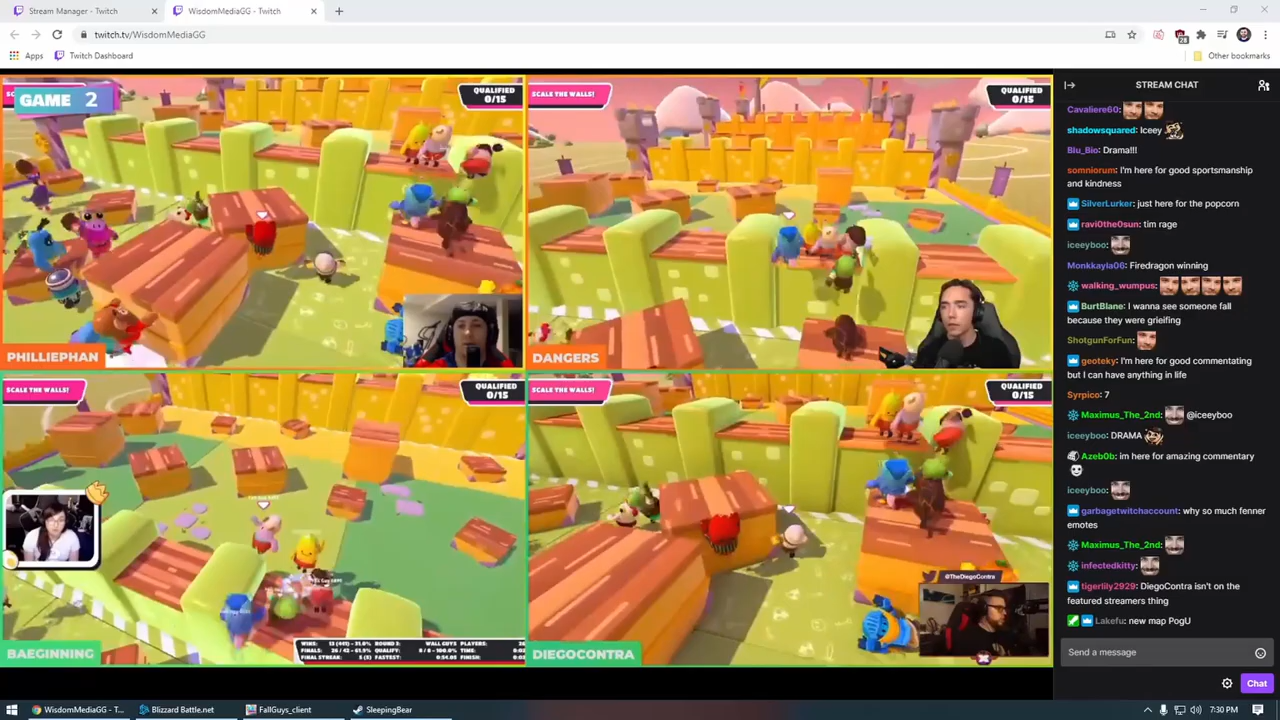 Stream Manager - Twitch
WisdomMediaGG - Twitch
twitch.tv/WisdomMediaGG
28
Apps
Twitch Dashboard
Other bookmarks
GAME 2
QUALIFIED
0/15
PHILLIEPHAN
SCALE THE WALLS!
QUALIFIED
0/15
DANGERS
SCALE THE WALLS!
QUALIFIED
0/15
BAEGINNING
SCALE THE WALLS!
QUALIFIED
0/15
@TheDiegoContra
DIEGOCONTRA
STREAM CHAT
Cavaliere60:
shadowsquared: Iceey
Blu_Bio: Drama!!!
somniorum: I'm here for good sportsmanship
and kindness
SilverLurker: just here for the popcorn
ravi0the0sun: tim rage
iceeyboo:
Monkkayla06: Firedragon winning
walking_wumpus:
BurtBlane: I wanna see someone fall
because they were grieifing
ShotgunForFun:
geoteky: I'm here for good commentating
but I can have anything in life
Syrpico: 7
Maximus_The_2nd: @iceeyboo
iceeyboo: DRAMA
Azeb0b: im here for amazing commentary
iceeyboo:
garbagetwitchaccount: why so much fenner
emotes
Maximus_The_2nd:
infectedkitty:
tigerlily2929: DiegoContra isn't on the
featured streamers thing
Lakefu: new map PogU
Send a message
Chat
WisdomMediaGG - T...
Blizzard Battle.net
FallGuys_client
SleepingBear
7:30 PM